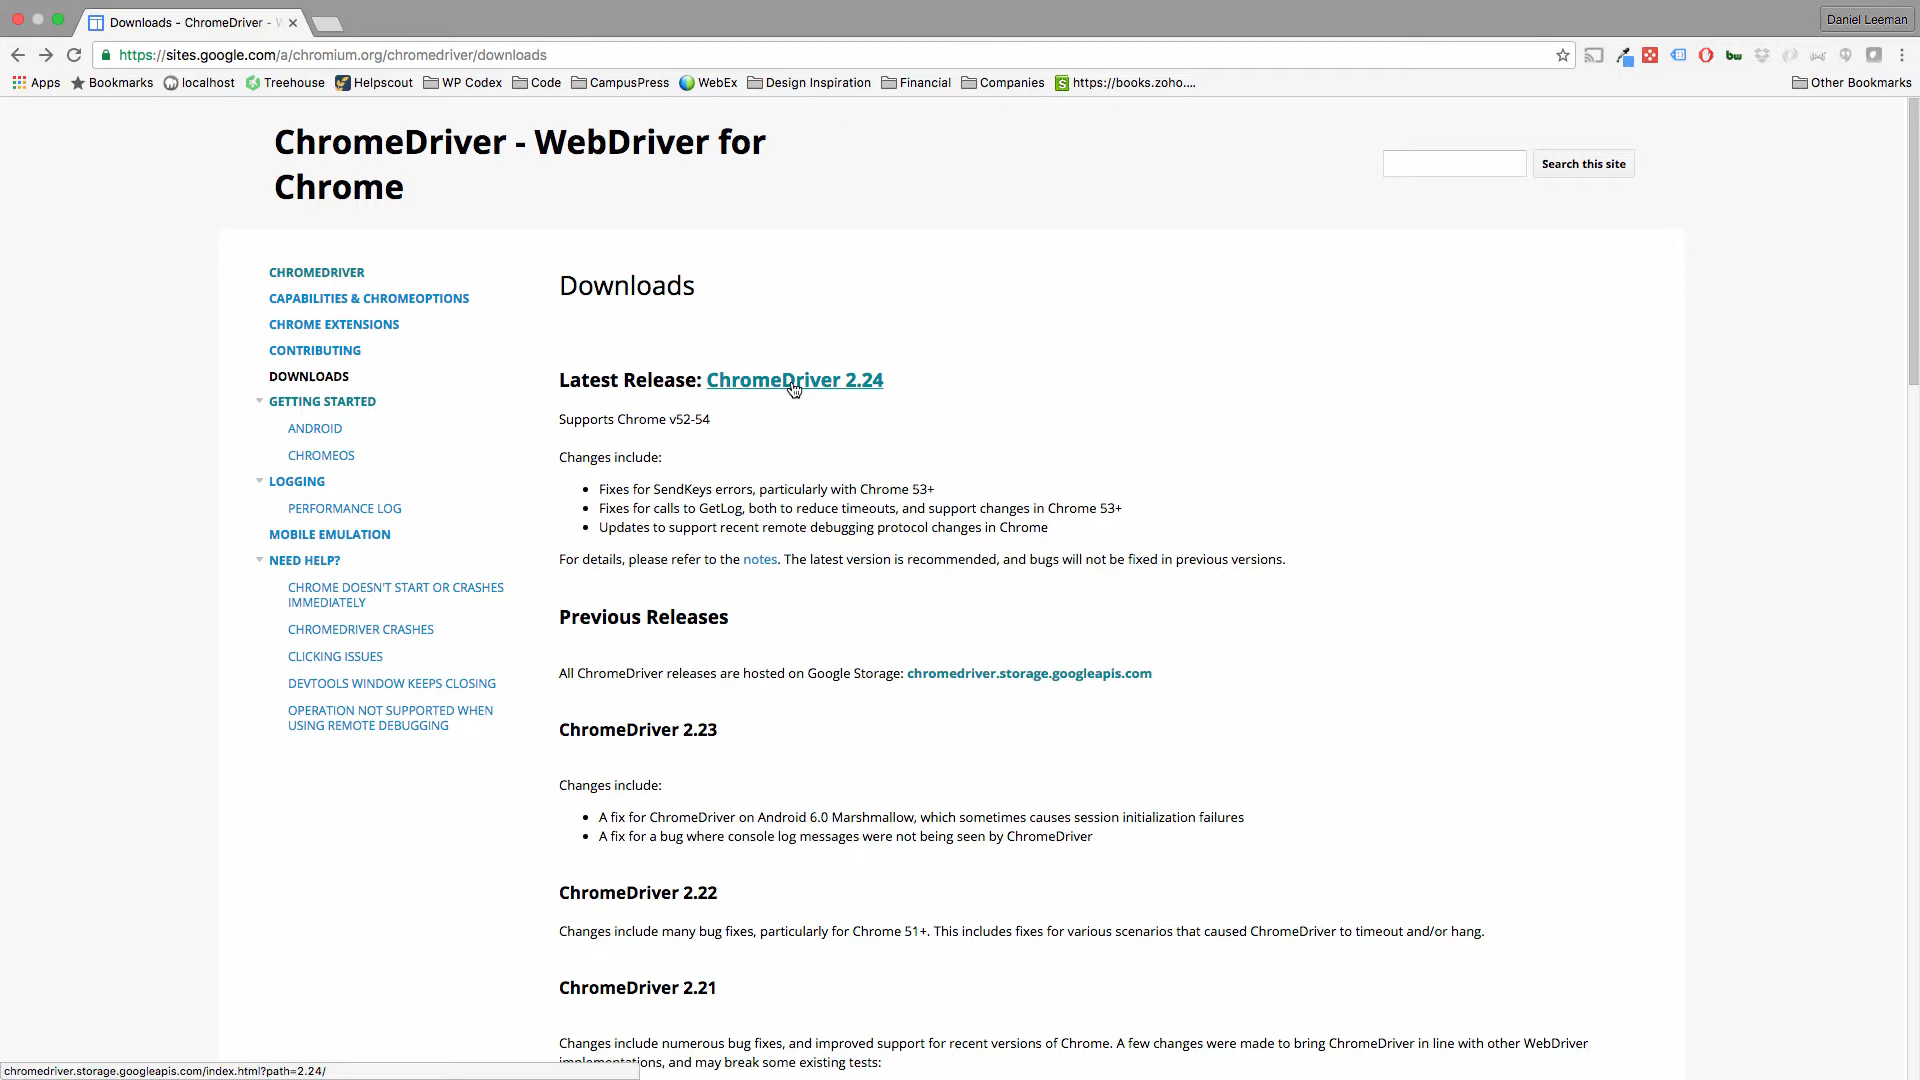 Downloads - ChromeDriver -
Daniel Leeman
https://sites.google.com/a/chromium.org/chromedriver/downloads
Apps Bookmarks localhost Treehouse Helpscout WP Codex Code CampusPress WebEx Design Inspiration Financial Companies https://books.zoho.... Other Bookmarks
ChromeDriver - WebDriver for
Chrome
Search this site
CHROMEDRIVER
CAPABILITIES & CHROMEOPTIONS
CHROME EXTENSIONS
CONTRIBUTING
DOWNLOADS
GETTING STARTED
ANDROID
CHROMEOS
LOGGING
PERFORMANCE LOG
MOBILE EMULATION
NEED HELP?
CHROME DOESN'T START OR CRASHES
IMMEDIATELY
CHROMEDRIVER CRASHES
CLICKING ISSUES
DEVTOOLS WINDOW KEEPS CLOSING
OPERATION NOT SUPPORTED WHEN
USING REMOTE DEBUGGING
Downloads
Latest Release: ChromeDriver 2.24
Supports Chrome v52-54
Changes include:
Fixes for SendKeys errors, particularly with Chrome 53+
Fixes for calls to GetLog, both to reduce timeouts, and support changes in Chrome 53+
Updates to support recent remote debugging protocol changes in Chrome
For details, please refer to the notes. The latest version is recommended, and bugs will not be fixed in previous versions.
Previous Releases
All ChromeDriver releases are hosted on Google Storage: chromedriver.storage.googleapis.com
ChromeDriver 2.23
Changes include:
A fix for ChromeDriver on Android 6.0 Marshmallow, which sometimes causes session initialization failures
A fix for a bug where console log messages were not being seen by ChromeDriver
ChromeDriver 2.22
Changes include many bug fixes, particularly for Chrome 51+. This includes fixes for various scenarios that caused ChromeDriver to timeout and/or hang.
ChromeDriver 2.21
Changes include numerous bug fixes, and improved support for recent versions of Chrome. A few changes were made to bring ChromeDriver in line with other WebDriver
implementations, and may break some existing tests:
chromedriver.storage.googleapis.com/index.html?path=2.24/